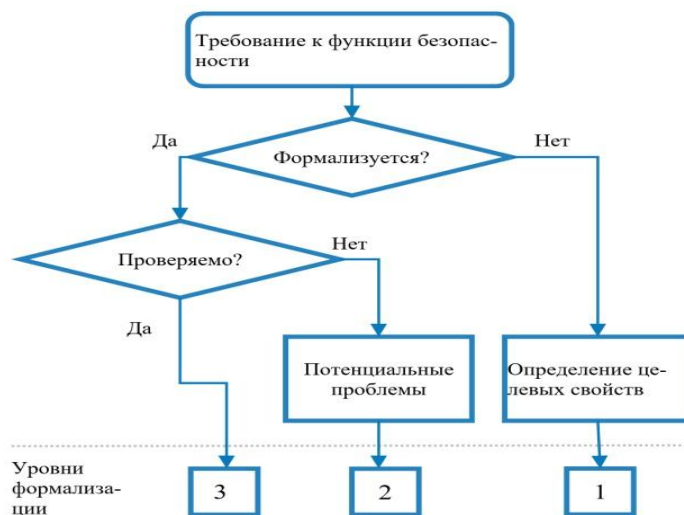 Требование к функции безопас-
ности
Да
Нет
Формализуется?
Проверяемо?
Нет
Да
Потенциальные
проблемы
Определение це-
левых свойств
Уровни
формализа-
ции
3
2
1